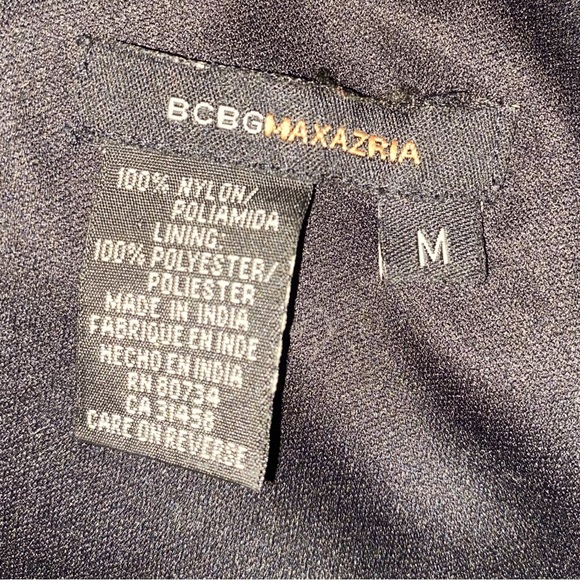 BCBGMAXAZRIA
M
100% NYLON/
POLIAMIDA
LINING:
100% POLYESTER/
POLIESTER
MADE IN INDIA
FABRIQUE EN INDE
HECHO EN INDIA
RN 80734
CA 31458
CARE ON REVERSE